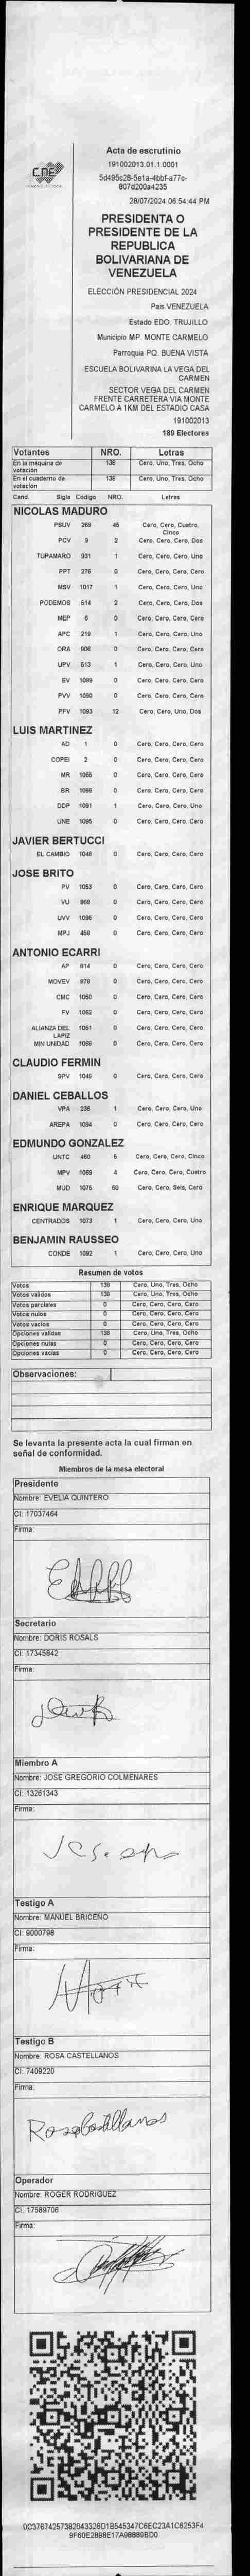 CNE
Acta de escrutinio
191002013.01.1.0001
5d495c28-5e1a-4bbf-a77c-
807d200a4235
28/07/2024 06:54:44 PM
PRESIDENTA O
PRESIDENTE DE LA
REPUBLICA
BOLIVARIANA DE
VENEZUELA
ELECCIÓN PRESIDENCIAL 2024
Pais VENEZUELA
Estado EDO. TRUJILLO
Municipio MP. MONTE CARMELO
Parroquia PQ. BUENA VISTA
ESCUELA BOLIVARINA LA VEGA DEL
CARMEN
SECTOR VEGA DEL CARMEN
FRENTE CARRETERA VIA MONTE
CARMELO A 1KM DEL ESTADIO CASA
191002013
189 Electores
Votantes NRO. Letras
En la máquina de votación 138 Cero, Uno, Tres, Ocho
En el cuaderno de votación 138 Cero, Uno, Tres, Ocho
Cand. Sigla Código NRO. Letras
NICOLAS MADURO
PSUV 269 45 Cero, Cero, Cuatro, Cinco
PCV 9 2 Cero, Cero, Cero, Dos
TUPAMARO 931 1 Cero, Cero, Cero, Uno
PPT 276 0 Cero, Cero, Cero, Cero
MSV 1017 1 Cero, Cero, Cero, Uno
PODEMOS 514 2 Cero, Cero, Cero, Dos
MEP 6 0 Cero, Cero, Cero, Cero
APC 219 1 Cero, Cero, Cero, Uno
ORA 906 0 Cero, Cero, Cero, Cero
UPV 513 1 Cero, Cero, Cero, Uno
EV 1089 0 Cero, Cero, Cero, Cero
PVV 1090 0 Cero, Cero, Cero, Cero
PFV 1093 12 Cero, Cero, Uno, Dos
LUIS MARTINEZ
AD 1 0 Cero, Cero, Cero, Cero
COPEI 2 0 Cero, Cero, Cero, Cero
MR 1065 0 Cero, Cero, Cero, Cero
BR 1066 0 Cero, Cero, Cero, Cero
DDP 1091 1 Cero, Cero, Cero, Uno
UNE 1095 0 Cero, Cero, Cero, Cero
JAVIER BERTUCCI
EL CAMBIO 1048 0 Cero, Cero, Cero, Cero
JOSE BRITO
PV 1053 0 Cero, Cero, Cero, Cero
VU 968 0 Cero, Cero, Cero, Cero
UVV 1096 0 Cero, Cero, Cero, Cero
MPJ 458 0 Cero, Cero, Cero, Cero
ANTONIO ECARRI
AP 814 0 Cero, Cero, Cero, Cero
MOVEV 978 0 Cero, Cero, Cero, Cero
CMC 1050 0 Cero, Cero, Cero, Cero
FV 1062 0 Cero, Cero, Cero, Cero
ALIANZA DEL LAPIZ 1051 0 Cero, Cero, Cero, Cero
MIN UNIDAD 1069 0 Cero, Cero, Cero, Cero
CLAUDIO FERMIN
SPV 1049 0 Cero, Cero, Cero, Cero
DANIEL CEBALLOS
VPA 236 1 Cero, Cero, Cero, Uno
AREPA 1094 0 Cero, Cero, Cero, Cero
EDMUNDO GONZALEZ
UNTC 460 5 Cero, Cero, Cero, Cinco
MPV 1069 4 Cero, Cero, Cero, Cuatro
MUD 1075 60 Cero, Cero, Seis, Cero
ENRIQUE MARQUEZ
CENTRADOS 1073 1 Cero, Cero, Cero, Uno
BENJAMIN RAUSSEO
CONDE 1092 1 Cero, Cero, Cero, Uno
Resumen de votos
Votos 138 Cero, Uno, Tres, Ocho
Votos validos 138 Cero, Uno, Tres, Ocho
Votos parciales 0 Cero, Cero, Cero, Cero
Votos nulos 0 Cero, Cero, Cero, Cero
Votos vacios 0 Cero, Cero, Cero, Cero
Opciones validas 138 Cero, Uno, Tres, Ocho
Opciones nulas 0 Cero, Cero, Cero, Cero
Opciones vacias 0 Cero, Cero, Cero, Cero
Observaciones:
Se levanta la presente acta la cual firman en
señal de conformidad.
Miembros de la mesa electoral
Presidente
Nombre: EVELIA QUINTERO
CI: 17037464
Firma:
Secretario
Nombre: DORIS ROSALS
CI: 17345842
Firma:
Miembro A
Nombre: JOSE GREGORIO COLMENARES
CI: 13261343
Firma:
Testigo A
Nombre: MANUEL BRICEÑO
CI: 9000798
Firma:
Testigo B
Nombre: ROSA CASTELLANOS
CI: 7409220
Firma:
Rosa Castellanos
Operador
Nombre: ROGER RODRIGUEZ
CI: 17589706
Firma:
0C37674257382043326D1B545347C6EC23A1C6253F4
9F60E2898E17A98889BD0